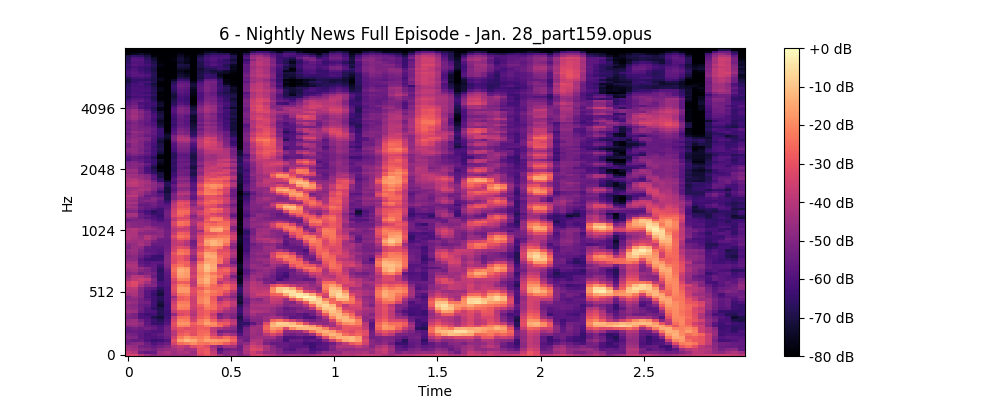 6 - Nightly News Full Episode - Jan. 28_part159.opus
Hz
4096
2048
1024
512
0
0
0.5
1
1.5
2
2.5
Time
+0 dB
-10 dB
-20 dB
-30 dB
-40 dB
-50 dB
-60 dB
-70 dB
-80 dB